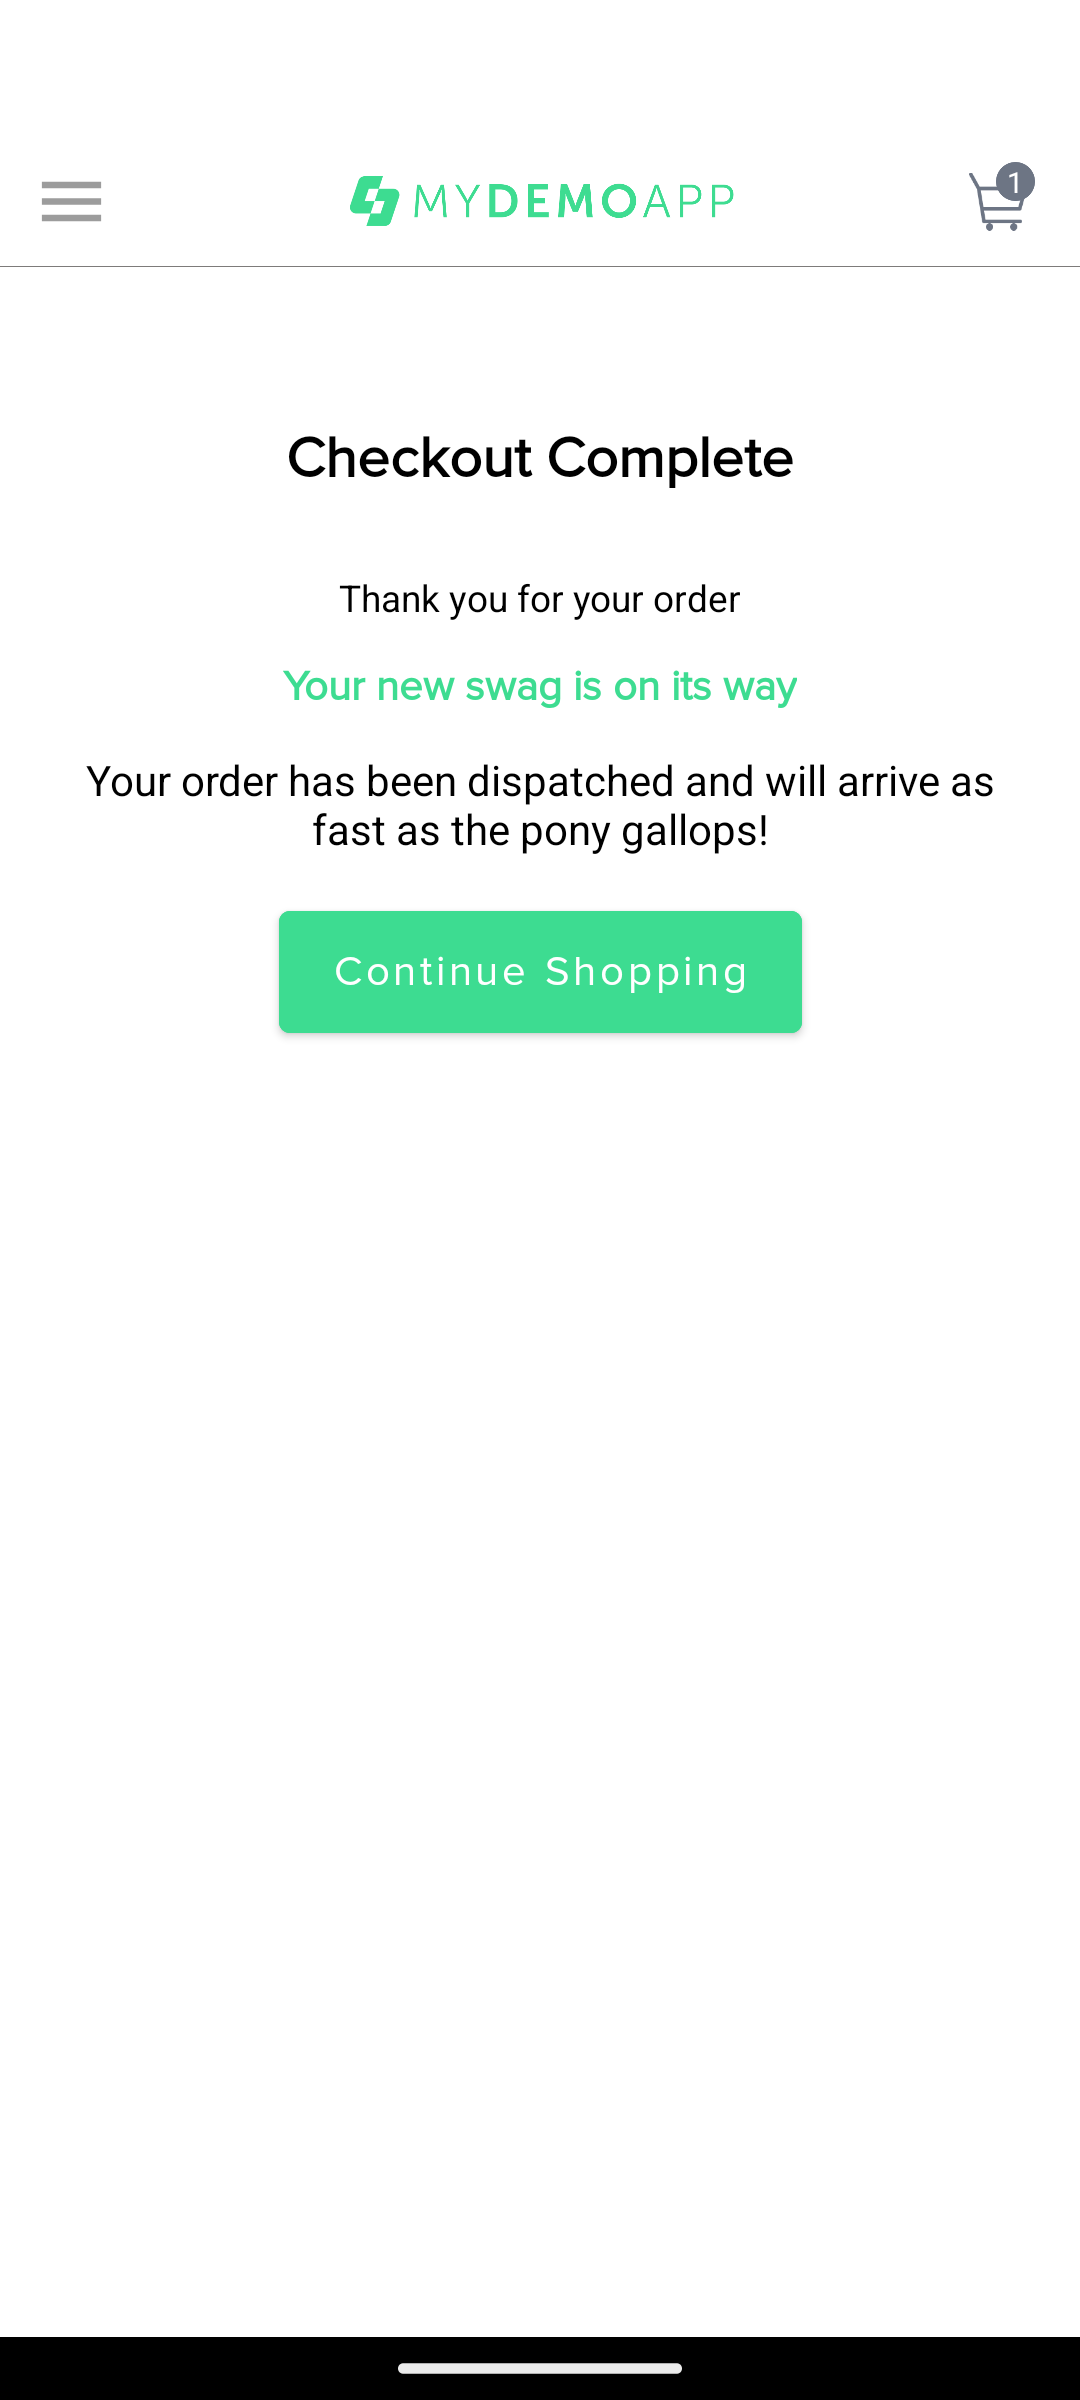 MYDEMOAPP
1
Checkout Complete
Thank you for your order
Your new swag is on its way
Your order has been dispatched and will arrive as
fast as the pony gallops!
Continue Shopping